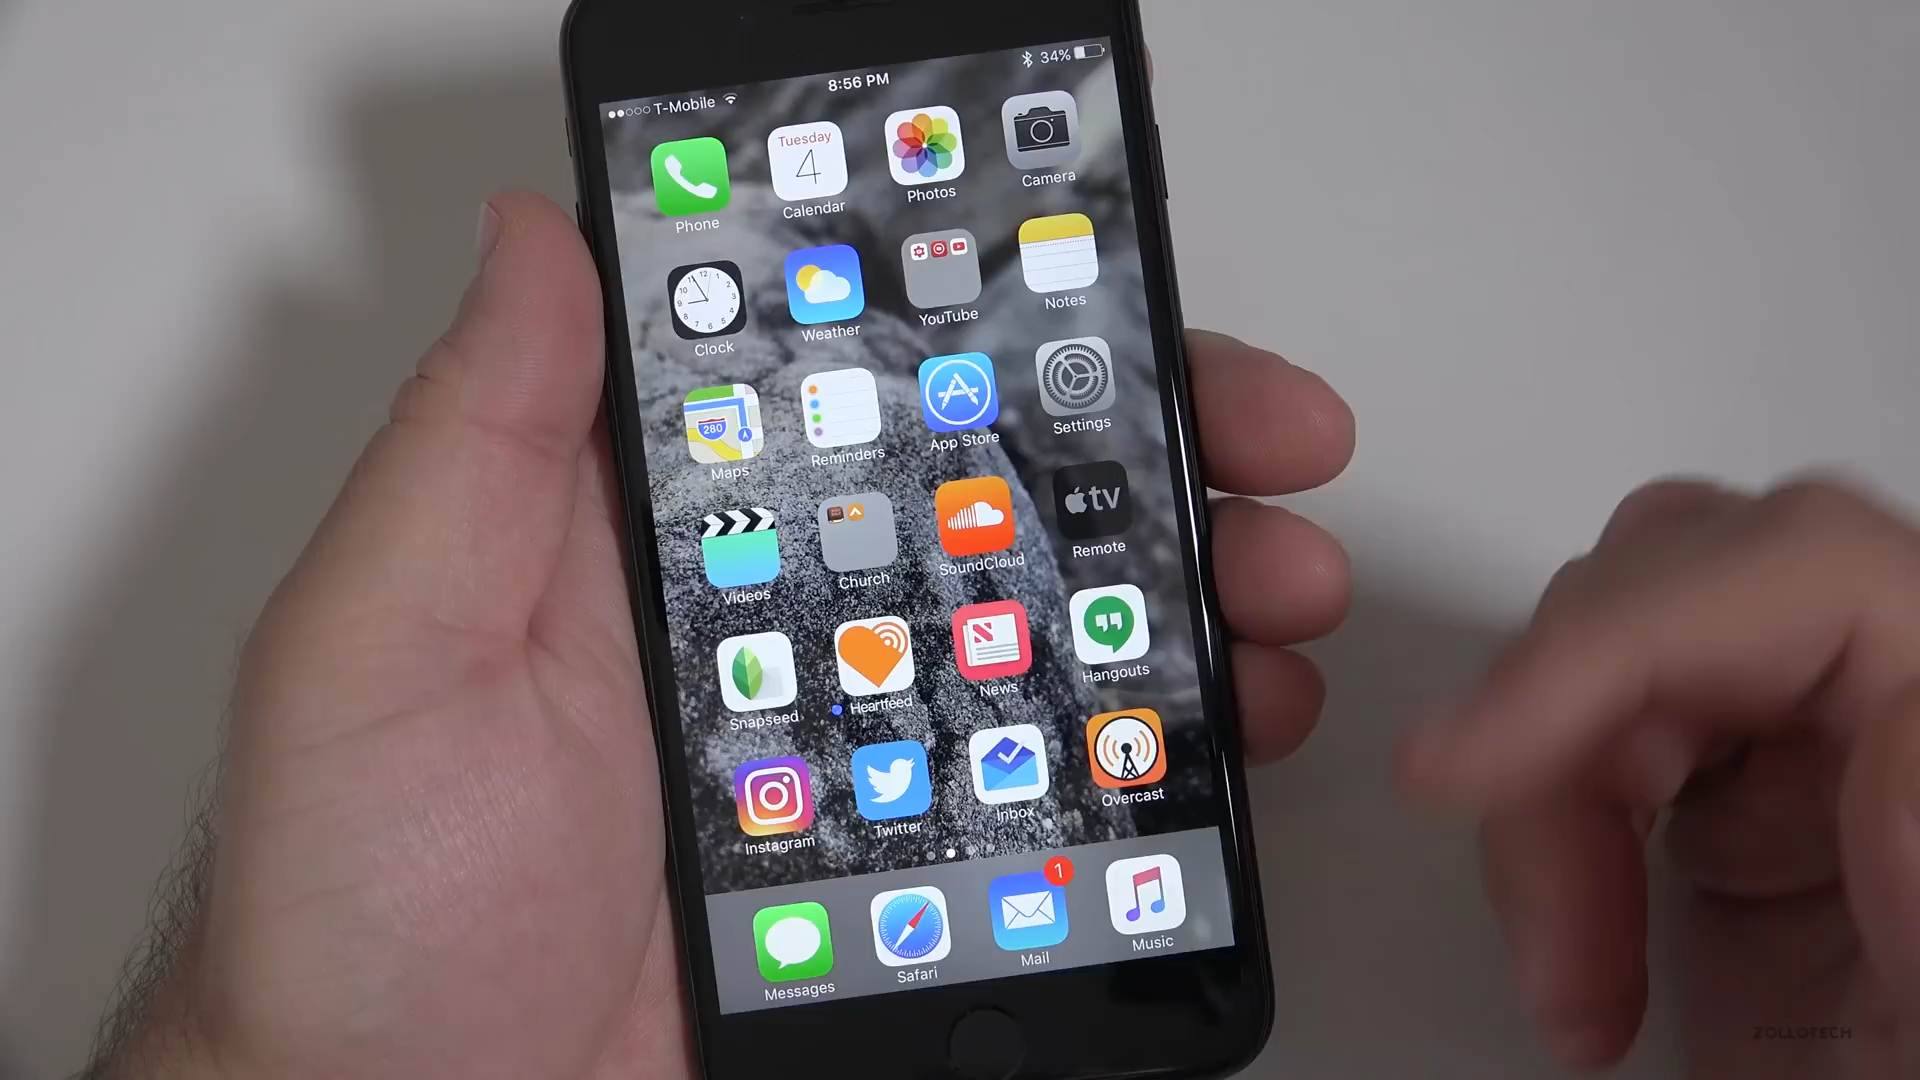 T-Mobile
8:56 PM
34%
Tuesday
4
Phone
Calendar
Photos
Camera
Clock
Weather
YouTube
Notes
280
Maps
Reminders
App Store
Settings
tv
Videos
Church
SoundCloud
Remote
Snapseed
Heartfeed
News
Hangouts
Instagram
Twitter
Inbox
Overcast
1
Messages
Safari
Mail
Music
ZOLLOTECH